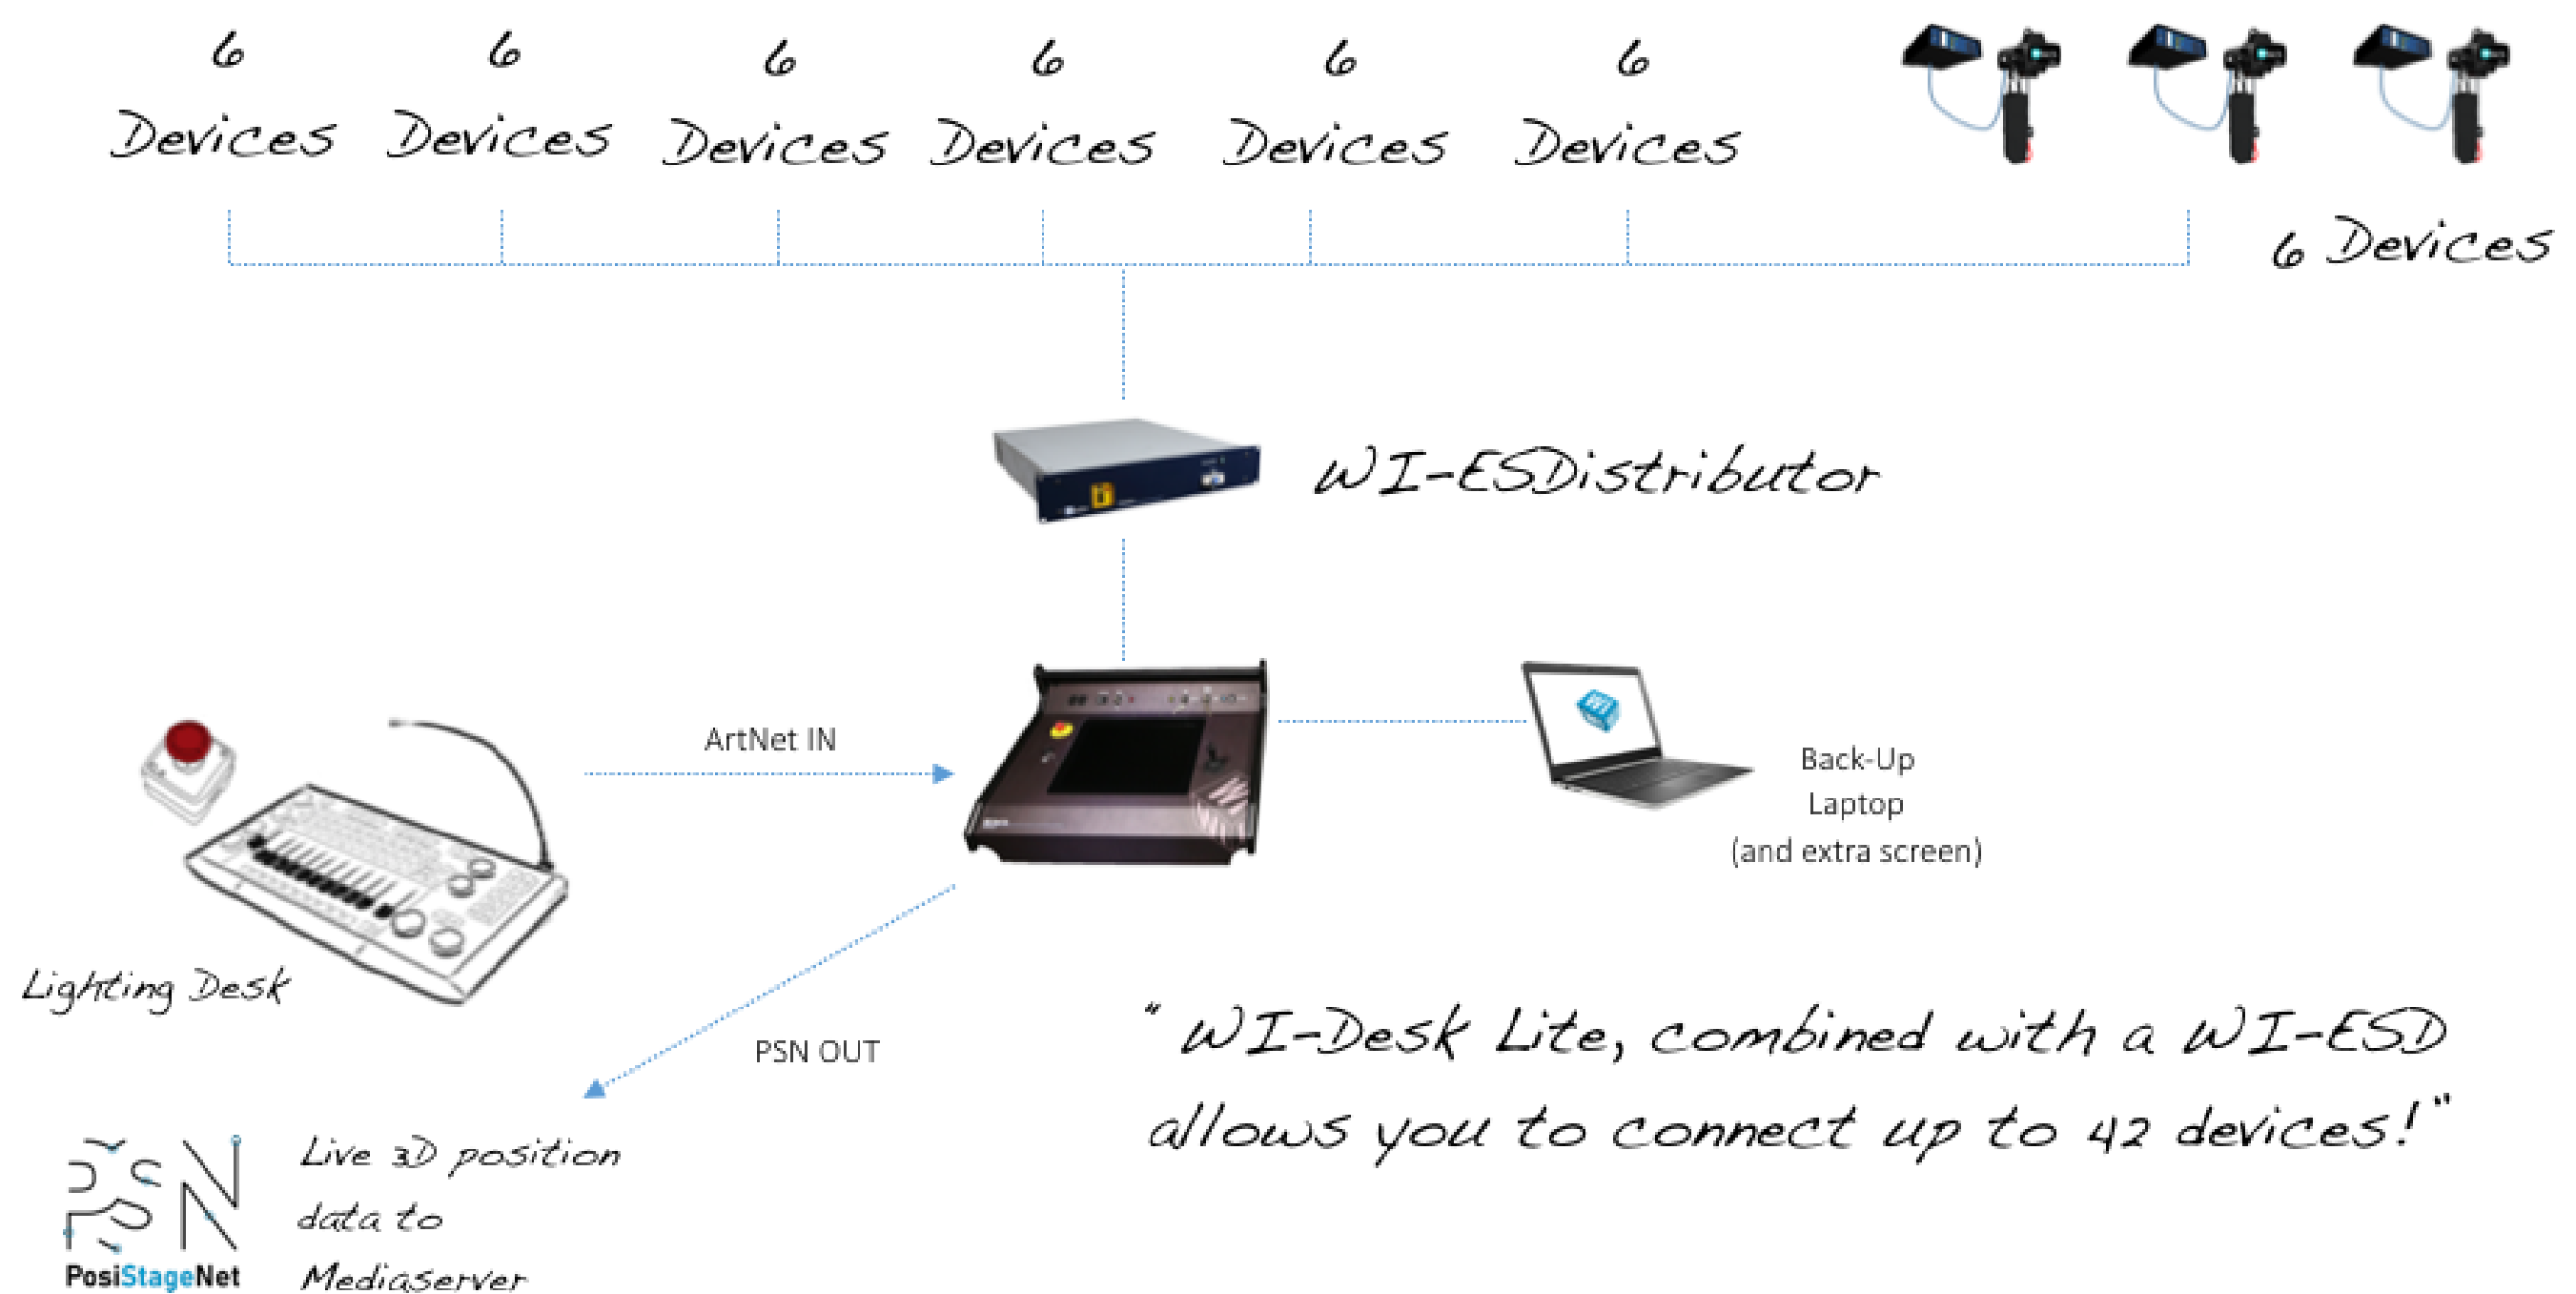 6 6 6 6 6 6
Devices Devices Devices Devices Devices Devices
6 Devices
WI-ESDistributor
ArtNet IN
Back-Up
Laptop
(and extra screen)
Lighting Desk
PSN OUT
"WI-Desk Lite, combined with a WI-ESD
allows you to connect up to 42 devices!"
PSN
PosiStageNet
Live 3D position
data to
Mediaserver